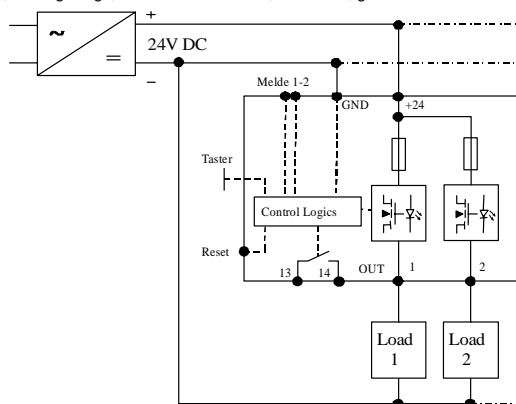 +
24V DC
−
Melde 1-2
GND
+24
Taster
Control Logics
Reset
13
14
OUT
1
2
Load
1
Load
2